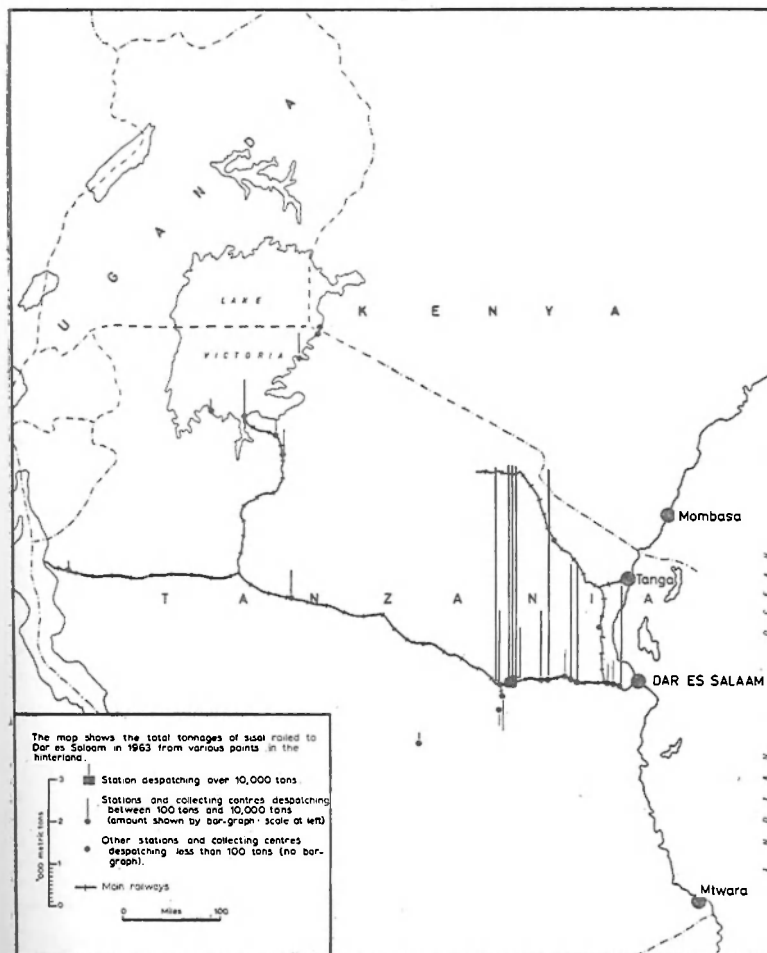 UGANDA
LAKE
VICTORIA
KENYA
Mombasa
Tanga
TANZANIA
DAR ES SALAAM
Mtwara
The map shows the total tonnages of sisal railed to
Dar es Salaam in 1963 from various points in the
hinterland.
3
2
1
0
'000 metric tons
Station despatching over 10,000 tons.
Stations and collecting centres despatching
between 100 tons and 10,000 tons
(amount shown by bar-graph · scale at left)
Other stations and collecting centres
despatching less than 100 tons (no bar-
graph).
Main railways
0 Miles 100